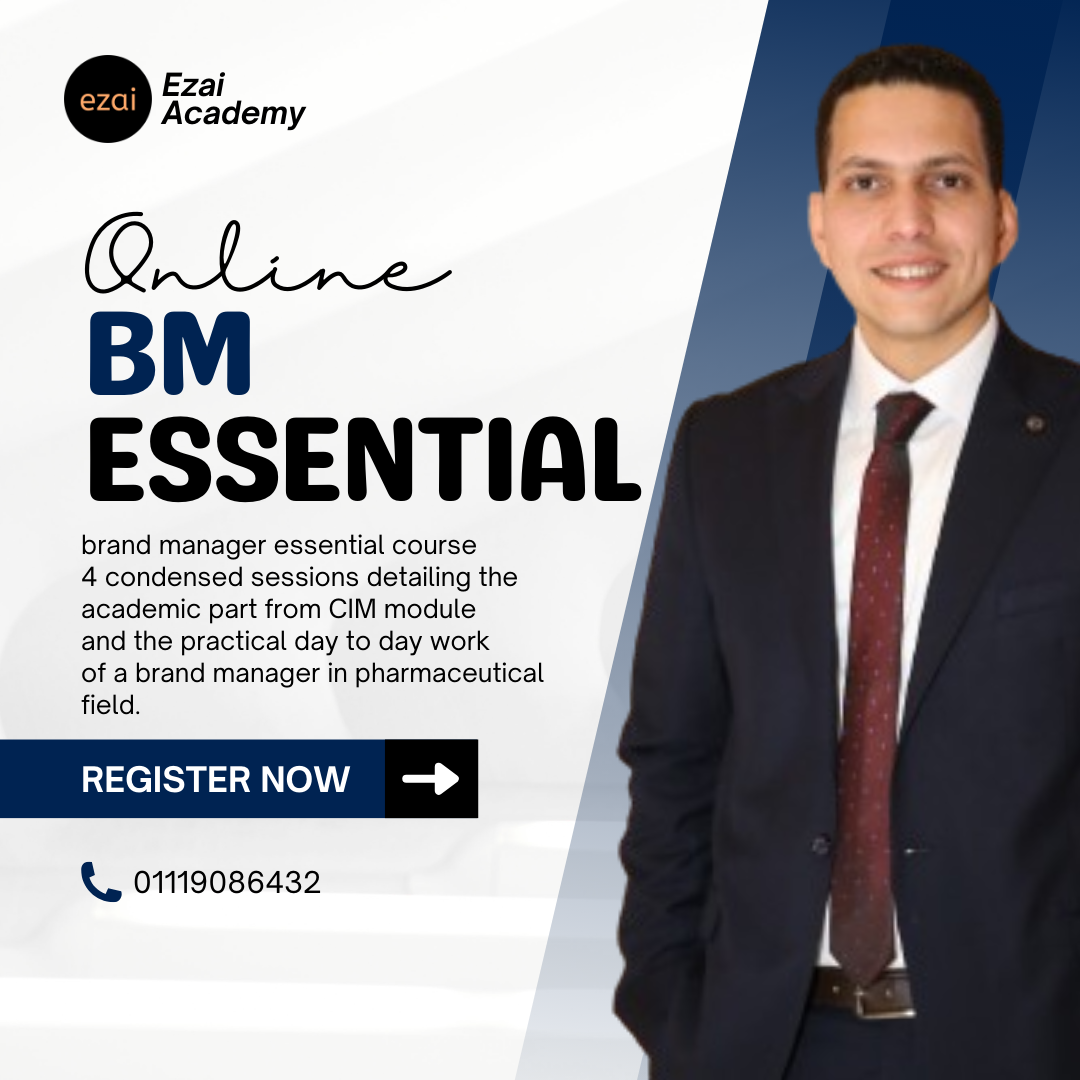 ezai
Ezai
Academy
Online
BM
ESSENTIAL
brand manager essential course
4 condensed sessions detailing the
academic part from CIM module
and the practical day to day work
of a brand manager in pharmaceutical
field.
REGISTER NOW
01119086432